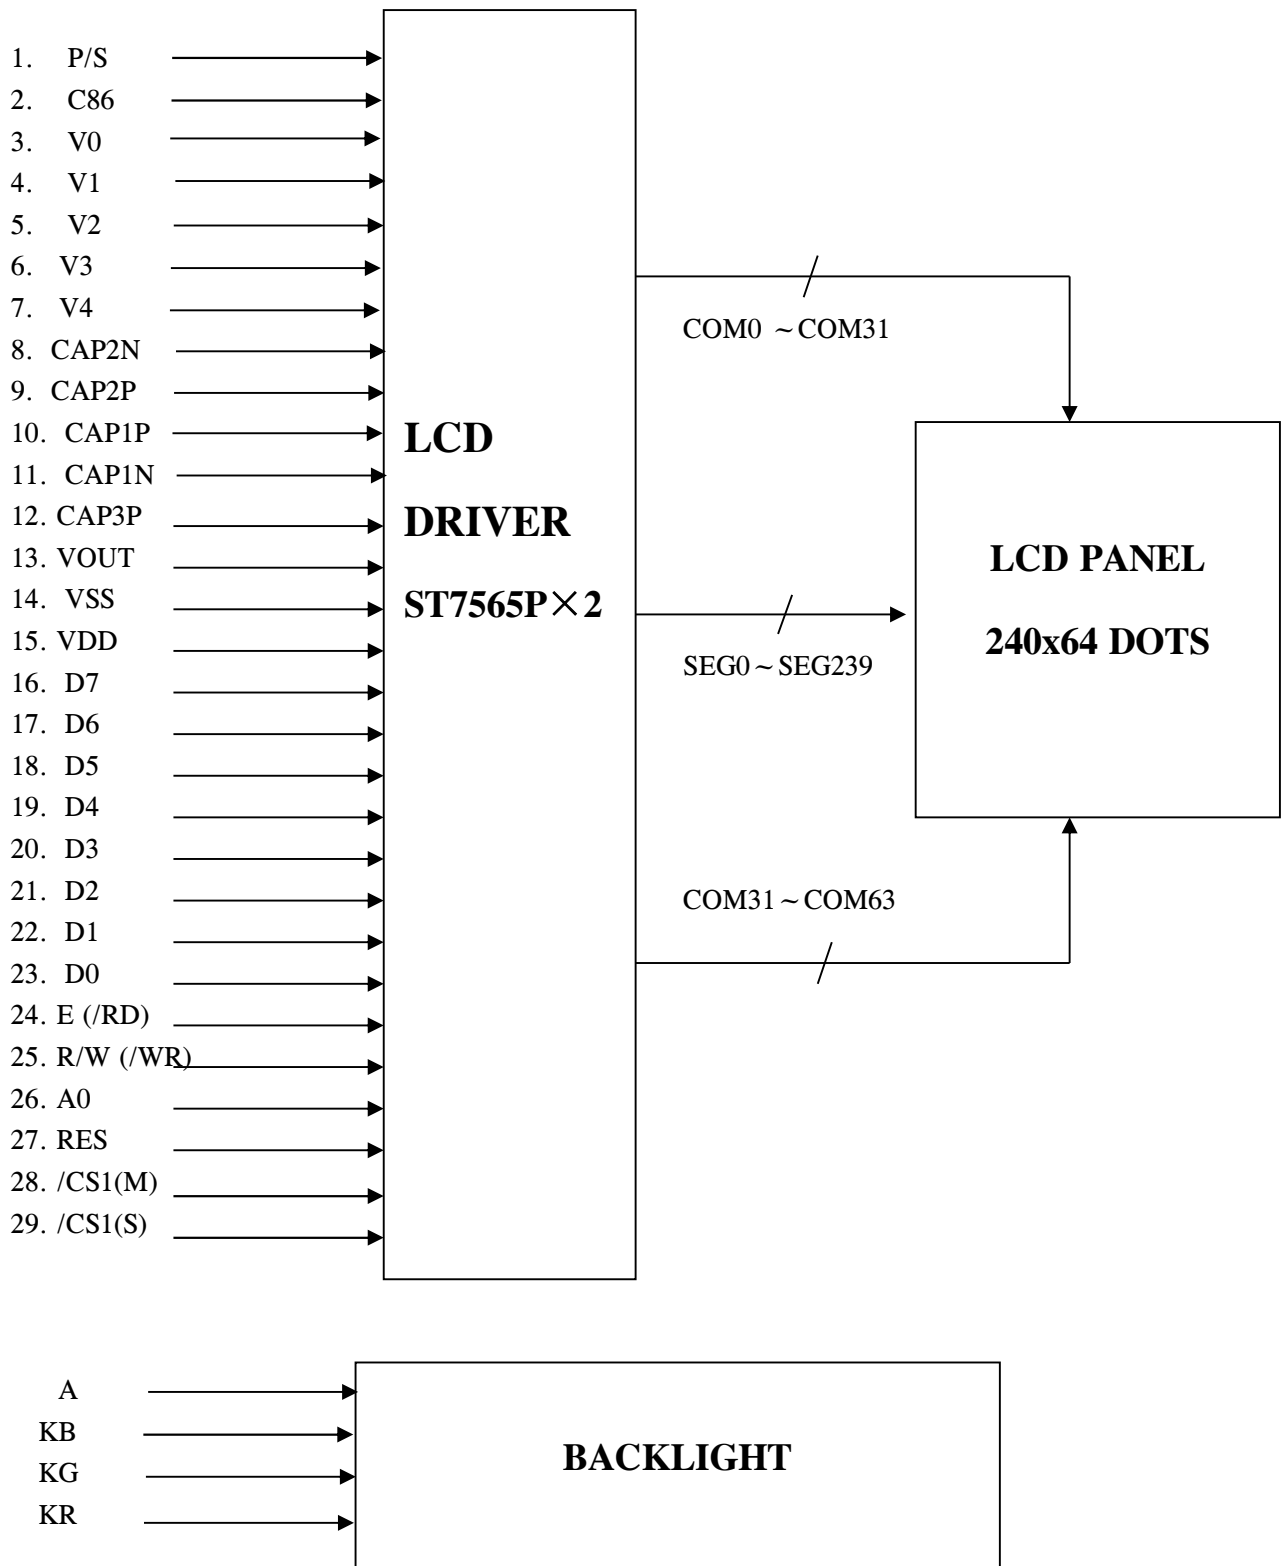 1. P/S
2. C86
3. V0
4. V1
5. V2
6. V3
7. V4
8. CAP2N
9. CAP2P
10. CAP1P
11. CAP1N
12. CAP3P
13. VOUT
14. VSS
15. VDD
16. D7
17. D6
18. D5
19. D4
20. D3
21. D2
22. D1
23. D0
24. E (/RD)
25. R/W (/WR)
26. A0
27. RES
28. /CS1(M)
29. /CS1(S)
LCD
DRIVER
ST7565P×2
COM0 ~COM31
SEG0~SEG239
COM31~COM63
LCD PANEL
240x64 DOTS
A
KB
KG
KR
BACKLIGHT